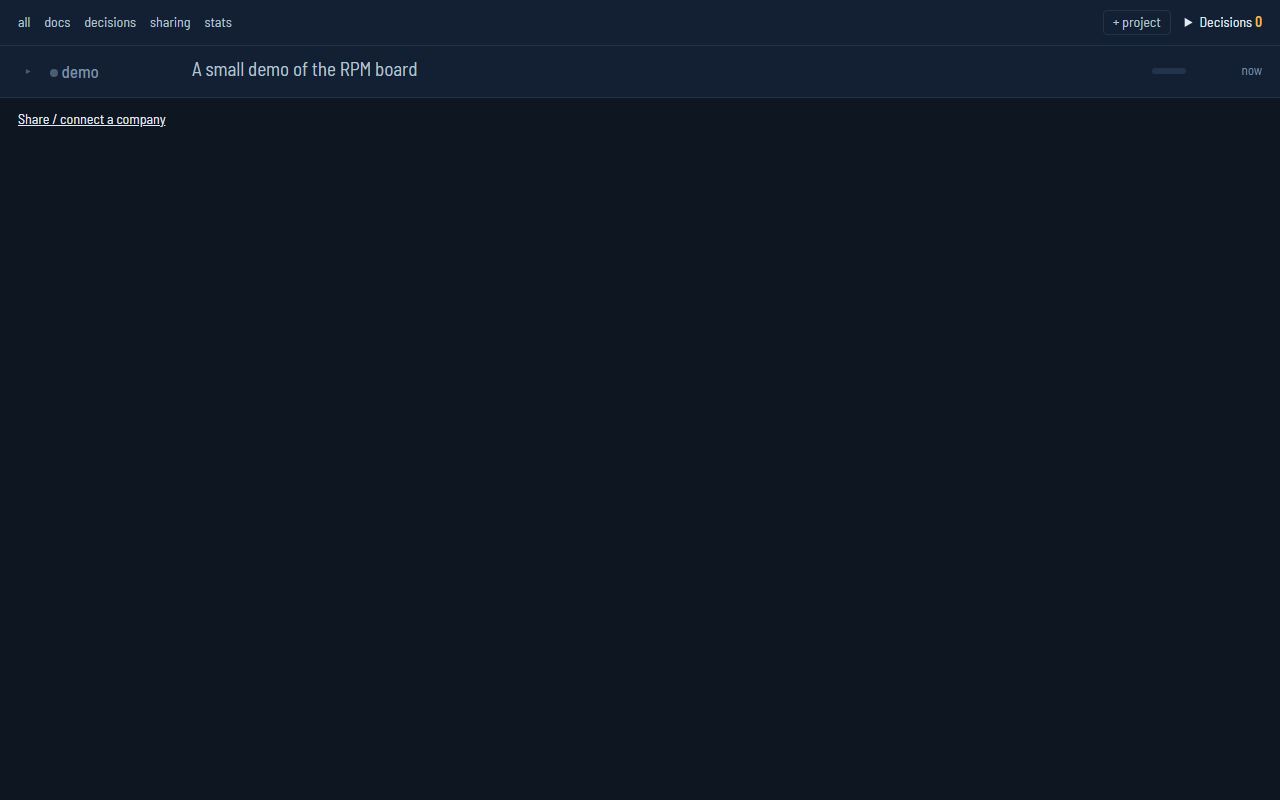 all docs decisions sharing stats + project ▶ Decisions 0
▸ demo A small demo of the RPM board now
Share / connect a company